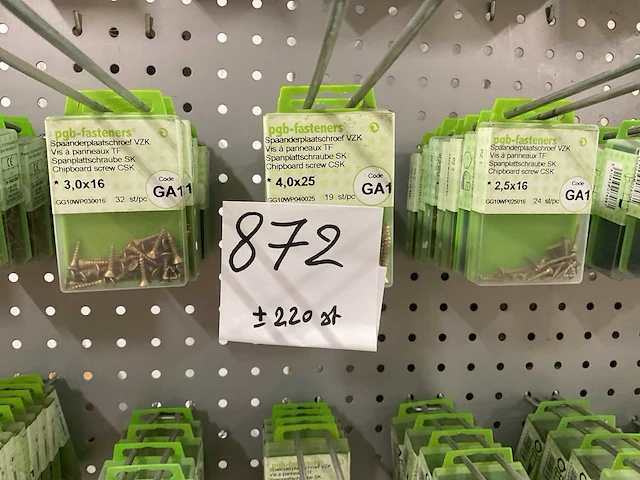 pgb-fasteners
Spaanderplaatschroef VZK
Vis à panneaux TF
Spanplattschraube SK
Chipboard screw CSK
* 3,0x16
Code
GA11
GG10WP030016 32 st/pc
pgb-fasteners
Spaanderplaatschroef VZK
Vis à panneaux TF
Spanplattschraube SK
Chipboard screw CSK
* 4,0x25
Code
GA1
GG10WP040025 19 st/pc
pgb-fasteners
Spaanderplaatschroef VZK
Vis à panneaux TF
Spanplattschraube SK
Chipboard screw CSK
* 2,5x16
Code
GA1
GG10WP025016 24 st/pc
872
± 220 st